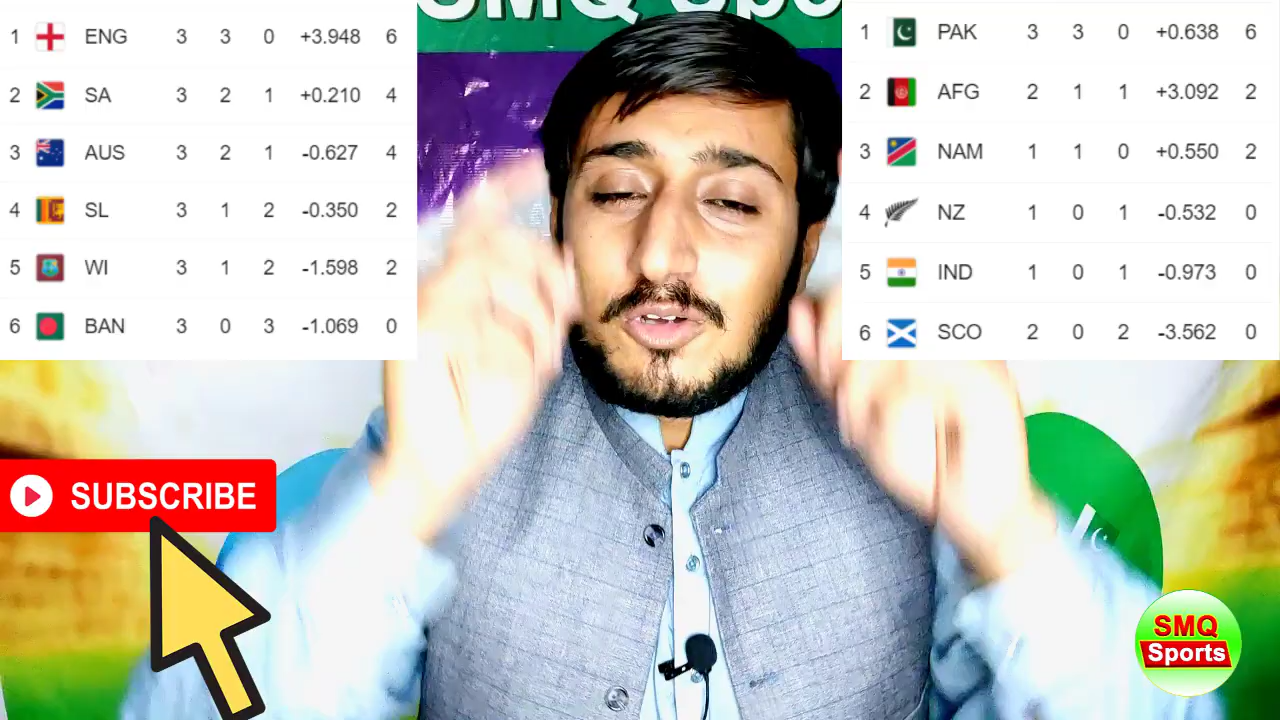 SMQ Spo
1 ENG 3 3 0 +3.948 6
2 SA 3 2 1 +0.210 4
3 AUS 3 2 1 -0.627 4
4 SL 3 1 2 -0.350 2
5 WI 3 1 2 -1.598 2
6 BAN 3 0 3 -1.069 0
1 PAK 3 3 0 +0.638 6
2 AFG 2 1 1 +3.092 2
3 NAM 1 1 0 +0.550 2
4 NZ 1 0 1 -0.532 0
5 IND 1 0 1 -0.973 0
6 SCO 2 0 2 -3.562 0
SUBSCRIBE
SMQ
Sports